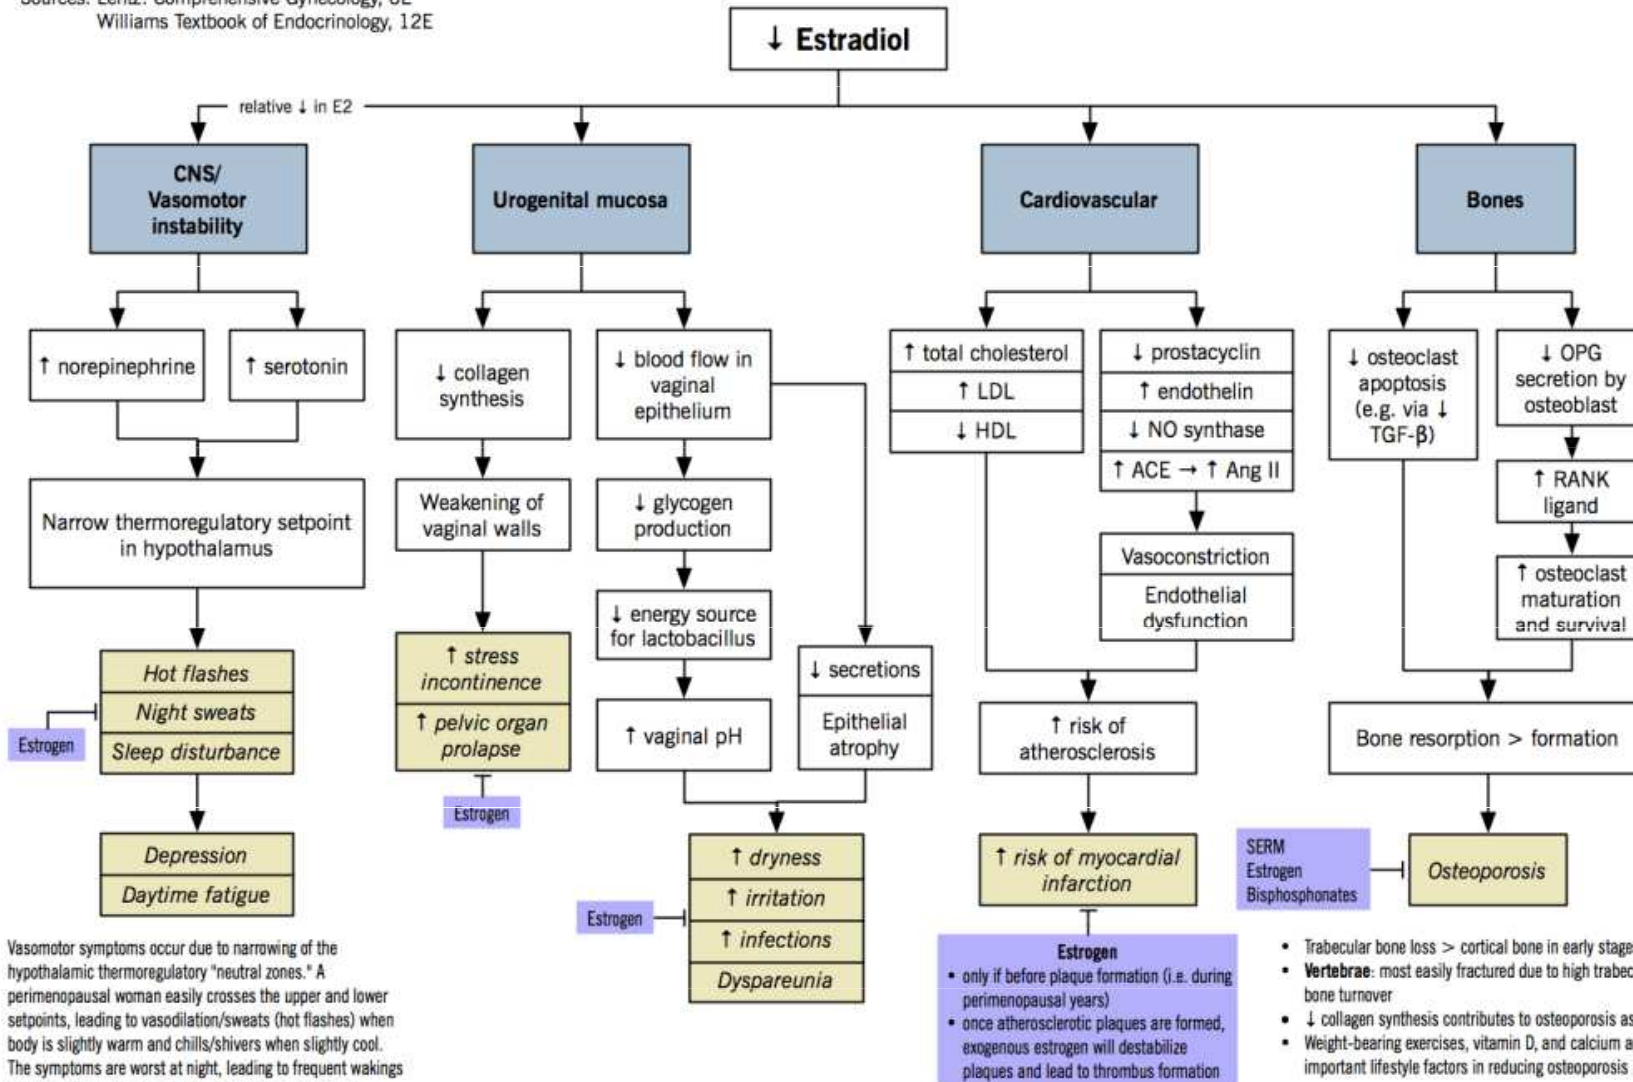 Sources: Lentz: Comprehensive Gynecology, 6E
Williams Textbook of Endocrinology, 12E
↓ Estradiol
relative ↓ in E2
CNS/
Vasomotor
instability
Urogenital mucosa
Cardiovascular
Bones
↑ norepinephrine
↑ serotonin
Narrow thermoregulatory setpoint
in hypothalamus
Hot flashes
Night sweats
Sleep disturbance
Estrogen
Depression
Daytime fatigue
↓ collagen
synthesis
Weakening of
vaginal walls
↑ stress
incontinence
↑ pelvic organ
prolapse
Estrogen
↓ blood flow in
vaginal
epithelium
↓ glycogen
production
↓ energy source
for lactobacillus
↑ vaginal pH
↓ secretions
Epithelial
atrophy
↑ dryness
↑ irritation
↑ infections
Dyspareunia
Estrogen
↑ total cholesterol
↑ LDL
↓ HDL
↓ prostacyclin
↑ endothelin
↓ NO synthase
↑ ACE → ↑ Ang II
Vasoconstriction
Endothelial
dysfunction
↑ risk of
atherosclerosis
↑ risk of myocardial
infarction
Estrogen
• only if before plaque formation (i.e. during
perimenopausal years)
• once atherosclerotic plaques are formed,
exogenous estrogen will destabilize
plaques and lead to thrombus formation
↓ osteoclast
apoptosis
(e.g. via ↓
TGF-β)
↓ OPG
secretion by
osteoblast
↑ RANK
ligand
↑ osteoclast
maturation
and survival
Bone resorption > formation
SERM
Estrogen
Bisphosphonates
Osteoporosis
Vasomotor symptoms occur due to narrowing of the
hypothalamic thermoregulatory "neutral zones." A
perimenopausal woman easily crosses the upper and lower
setpoints, leading to vasodilation/sweats (hot flashes) when
body is slightly warm and chills/shivers when slightly cool.
The symptoms are worst at night, leading to frequent wakings
• Trabecular bone loss > cortical bone in early stage
• Vertebrae: most easily fractured due to high trabec
bone turnover
• ↓ collagen synthesis contributes to osteoporosis as
• Weight-bearing exercises, vitamin D, and calcium a
important lifestyle factors in reducing osteoporosis